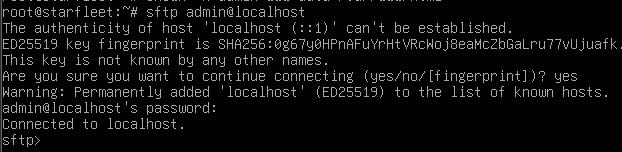 root@starfleet:~# sftp admin@localhost
The authenticity of host 'localhost (::1)' can't be established.
ED25519 key fingerprint is SHA256:0g67y0HPnAFuYrHtVRcWoj8eaMcZbGaLru77vUjuafk.
This key is not known by any other names.
Are you sure you want to continue connecting (yes/no/[fingerprint])? yes
Warning: Permanently added 'localhost' (ED25519) to the list of known hosts.
admin@localhost's password:
Connected to localhost.
sftp>